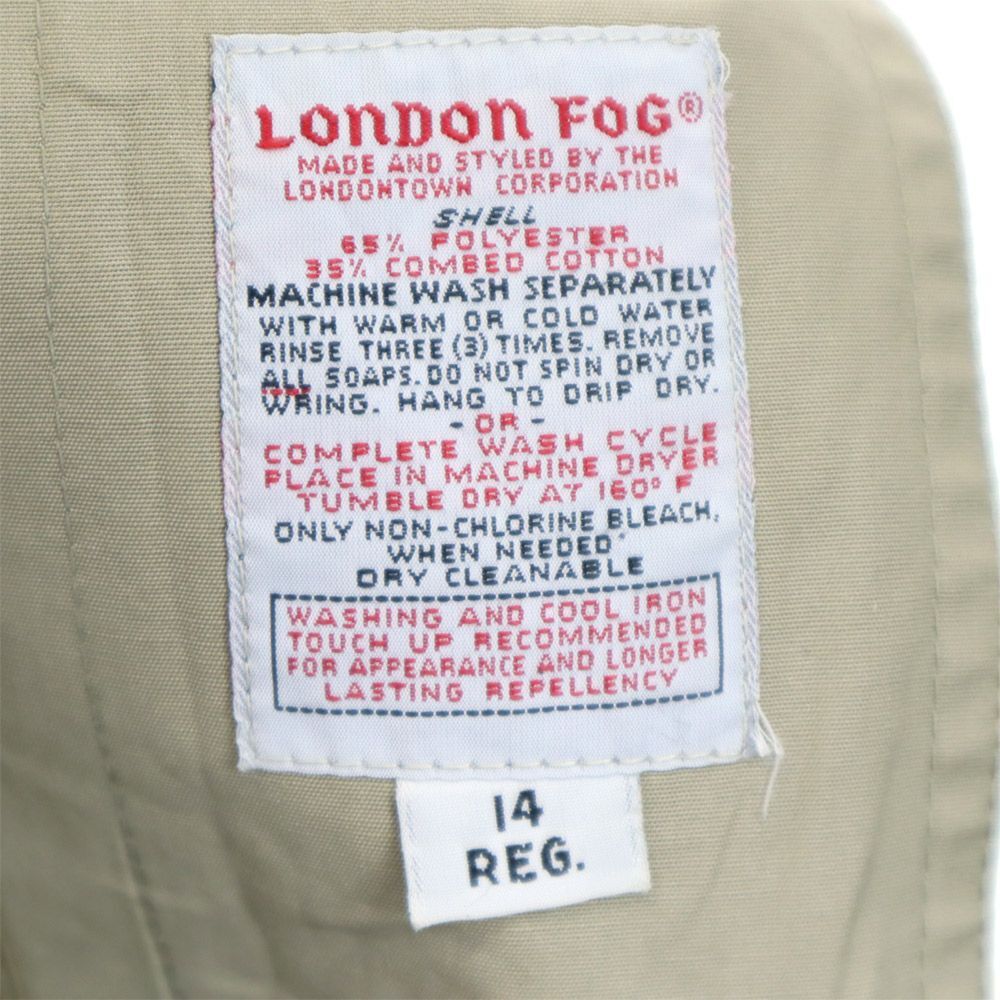 LONDON FOG®
MADE AND STYLED BY THE
LONDONTOWN CORPORATION
SHELL
65% POLYESTER
35% COMBED COTTON
MACHINE WASH SEPARATELY
WITH WARM OR COLD WATER
RINSE THREE (3) TIMES. REMOVE
ALL SOAPS. DO NOT SPIN DRY OR
WRING. HANG TO DRIP DRY.
- OR -
COMPLETE WASH CYCLE
PLACE IN MACHINE DRYER
TUMBLE DRY AT 160° F
ONLY NON-CHLORINE BLEACH,
WHEN NEEDED
DRY CLEANABLE
WASHING AND COOL IRON
TOUCH UP RECOMMENDED
FOR APPEARANCE AND LONGER
LASTING REPELLENCY
14
REG.